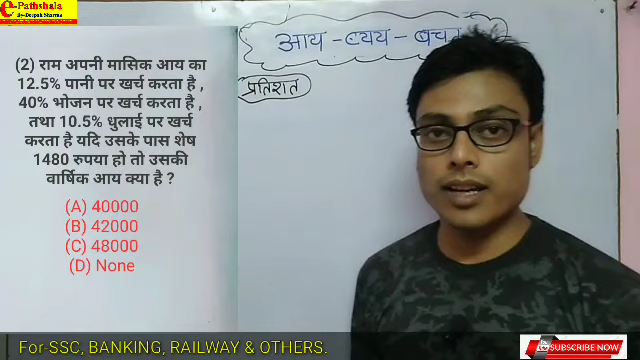 e-Pathshala
By-Deepak Sharma
आय - व्यय - बचत
प्रतिशत
(2) राम अपनी मासिक आय का
12.5% पानी पर खर्च करता है ,
40% भोजन पर खर्च करता है ,
तथा 10.5% धुलाई पर खर्च
करता है यदि उसके पास शेष
1480 रुपया हो तो उसकी
वार्षिक आय क्या है ?
(A) 40000
(B) 42000
(C) 48000
(D) None
For-SSC, BANKING, RAILWAY & OTHERS.
SUBSCRIBE NOW